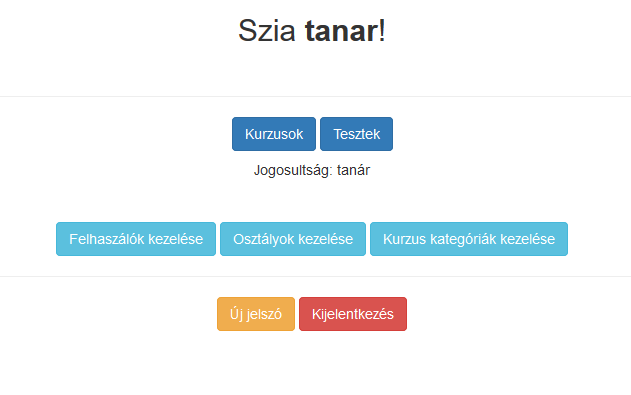 Szia tanar!
Kurzusok Tesztek
Jogosultság: tanár
Felhaszálók kezelése Osztályok kezelése Kurzus kategóriák kezelése
Új jelszó Kijelentkezés